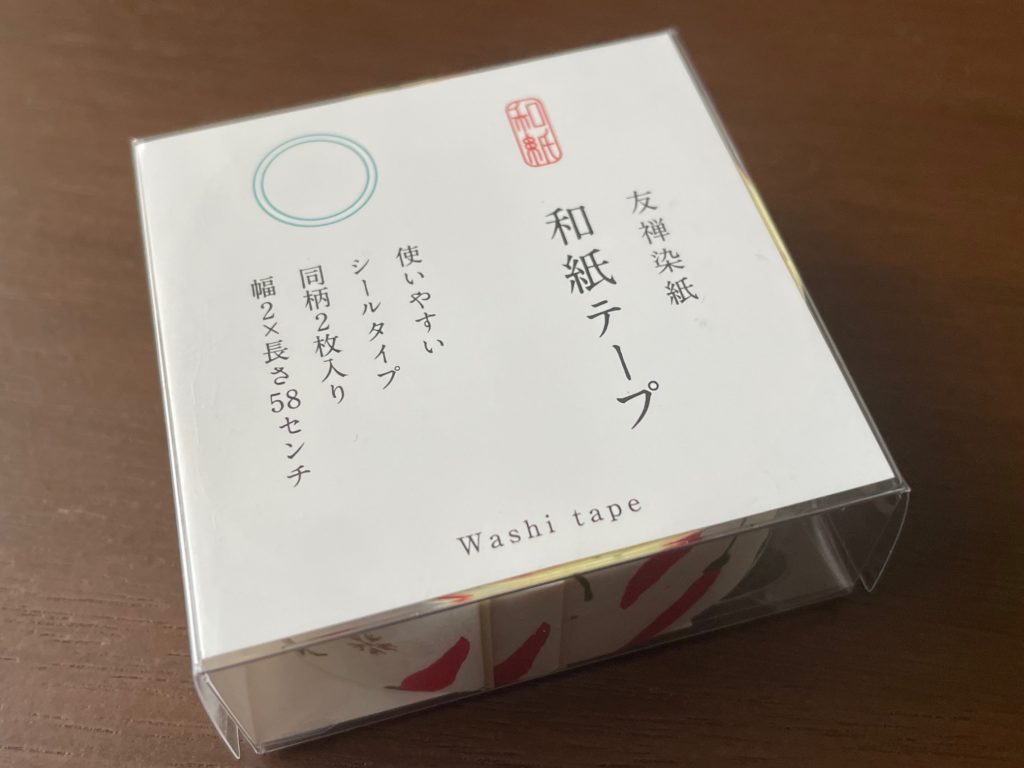 和紙
友禅染紙
和紙テープ
使いやすい
シールタイプ
同柄2枚入り
幅2×長さ58センチ
Washi tape